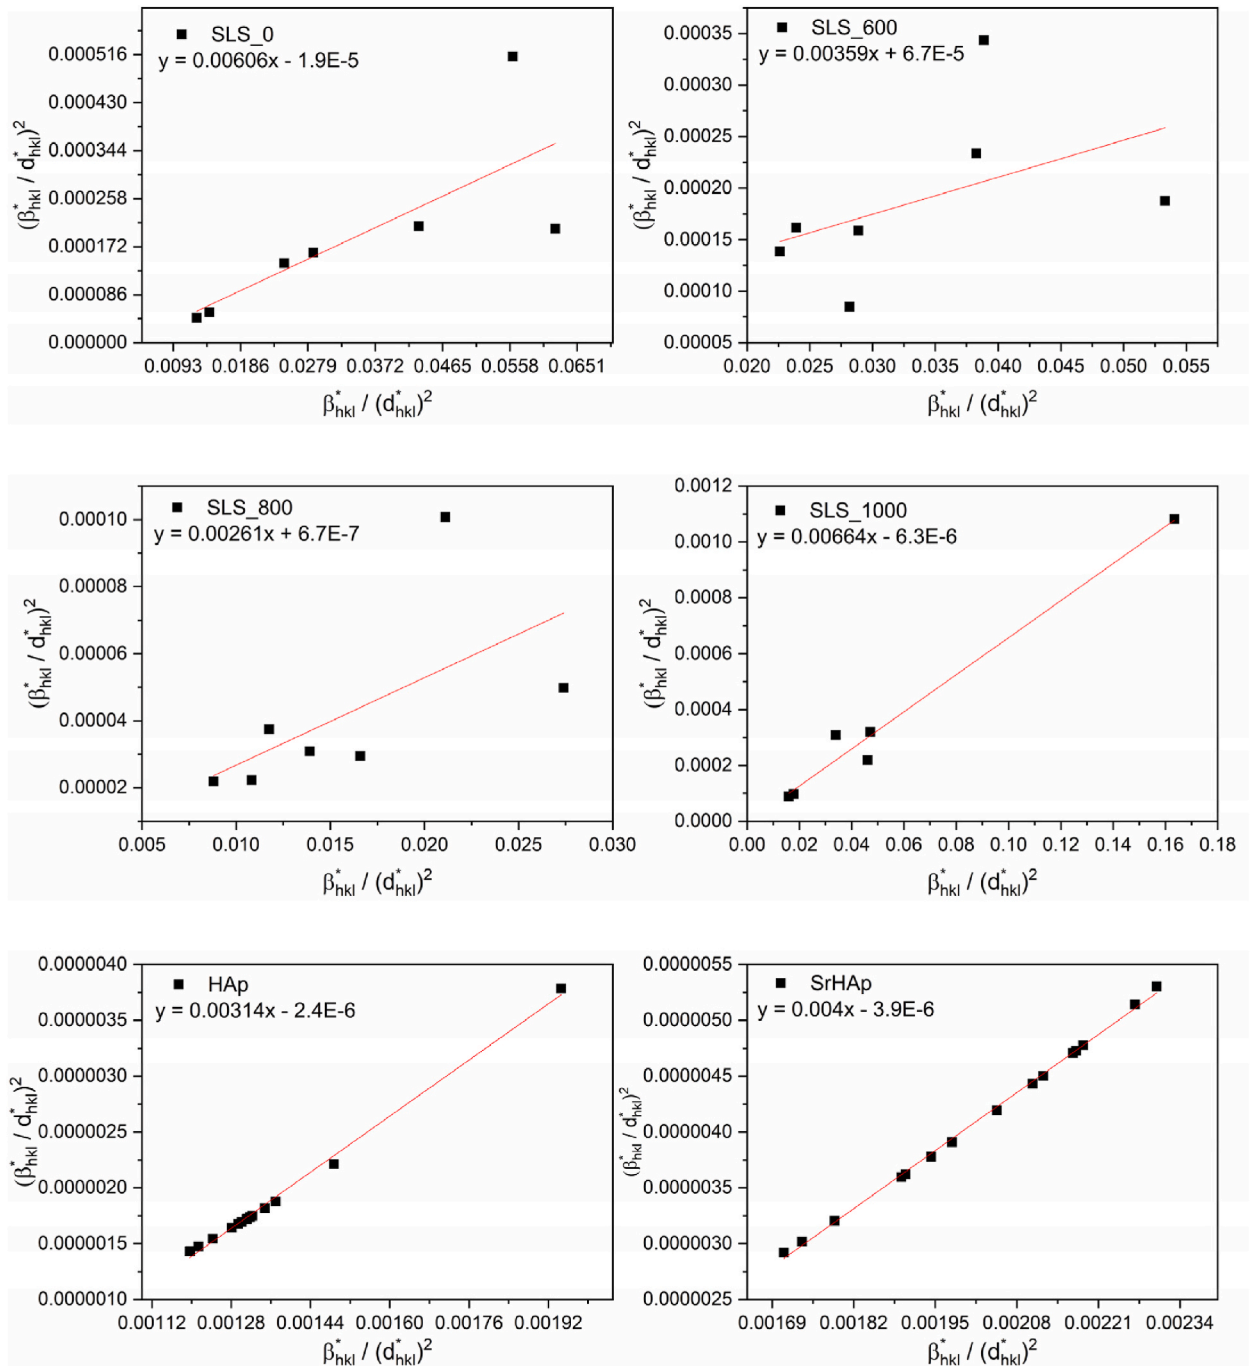 SLS_0
y = 0.00606x - 1.9E-5
0.000516
0.000430
0.000344
0.000258
0.000172
0.000086
0.000000
(β*hkl / d*hkl)2
0.0093 0.0186 0.0279 0.0372 0.0465 0.0558 0.0651
β*hkl / (d*hkl)2
SLS_600
y = 0.00359x + 6.7E-5
0.00035
0.00030
0.00025
0.00020
0.00015
0.00010
0.00005
(β*hkl / d*hkl)2
0.020 0.025 0.030 0.035 0.040 0.045 0.050 0.055
β*hkl / (d*hkl)2
SLS_800
y = 0.00261x + 6.7E-7
0.00010
0.00008
0.00006
0.00004
0.00002
(β*hkl / d*hkl)2
0.005 0.010 0.015 0.020 0.025 0.030
β*hkl / (d*hkl)2
SLS_1000
y = 0.00664x - 6.3E-6
0.0012
0.0010
0.0008
0.0006
0.0004
0.0002
0.0000
(β*hkl / d*hkl)2
0.00 0.02 0.04 0.06 0.08 0.10 0.12 0.14 0.16 0.18
β*hkl / (d*hkl)2
HAp
y = 0.00314x - 2.4E-6
0.0000040
0.0000035
0.0000030
0.0000025
0.0000020
0.0000015
0.0000010
(β*hkl / d*hkl)2
0.00112 0.00128 0.00144 0.00160 0.00176 0.00192
β*hkl / (d*hkl)2
SrHAp
y = 0.004x - 3.9E-6
0.0000055
0.0000050
0.0000045
0.0000040
0.0000035
0.0000030
0.0000025
(β*hkl / d*hkl)2
0.00169 0.00182 0.00195 0.00208 0.00221 0.00234
β*hkl / (d*hkl)2